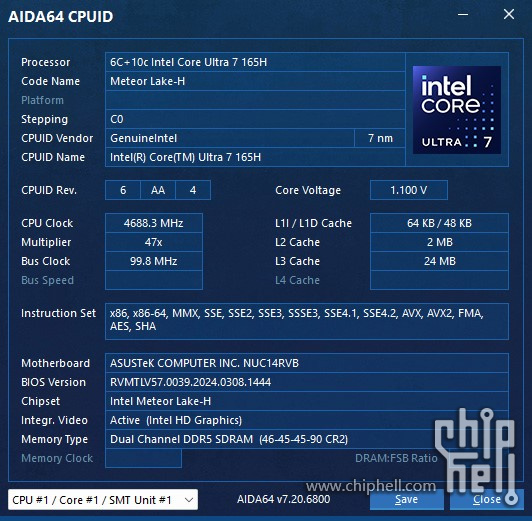 AIDA64 CPUID
Processor 6C+10c Intel Core Ultra 7 165H
Code Name Meteor Lake-H
Platform
Stepping C0
CPUID Vendor GenuineIntel 7 nm
CPUID Name Intel(R) Core(TM) Ultra 7 165H
intel
CORE
ULTRA 7
CPUID Rev. 6 AA 4 Core Voltage 1.100 V
CPU Clock 4688.3 MHz L1I / L1D Cache 64 KB / 48 KB
Multiplier 47x L2 Cache 2 MB
Bus Clock 99.8 MHz L3 Cache 24 MB
Bus Speed L4 Cache
Instruction Set x86, x86-64, MMX, SSE, SSE2, SSE3, SSSE3, SSE4.1, SSE4.2, AVX, AVX2, FMA,
AES, SHA
Motherboard ASUSTeK COMPUTER INC. NUC14RVB
BIOS Version RVMTLV57.0039.2024.0308.1444
Chipset Intel Meteor Lake-H
Integr. Video Active (Intel HD Graphics)
Memory Type Dual Channel DDR5 SDRAM (46-45-45-90 CR2)
Memory Clock DRAM:FSB Ratio
chip
hell
www.chiphell.com
CPU #1 / Core #1 / SMT Unit #1 AIDA64 v7.20.6800 Save Close